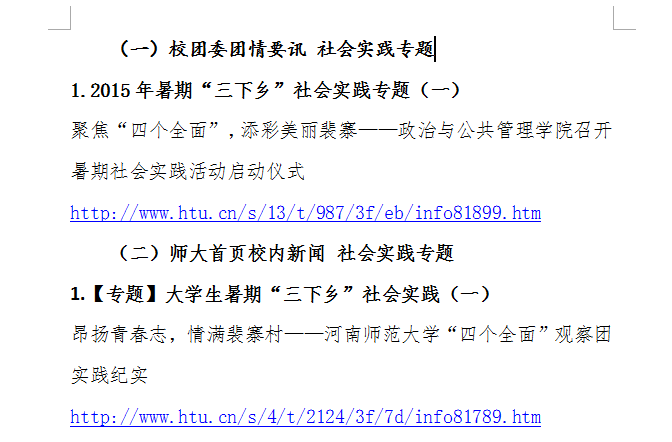 （一）校团委团情要讯 社会实践专题
1.2015年暑期“三下乡”社会实践专题（一）
聚焦“四个全面”,添彩美丽裴寨——政治与公共管理学院召开
暑期社会实践活动启动仪式
http://www.htu.cn/s/13/t/987/3f/eb/info81899.htm
（二）师大首页校内新闻 社会实践专题
1.【专题】大学生暑期“三下乡”社会实践（一）
昂扬青春志，情满裴寨村——河南师范大学“四个全面”观察团
实践纪实
http://www.htu.cn/s/4/t/2124/3f/7d/info81789.htm